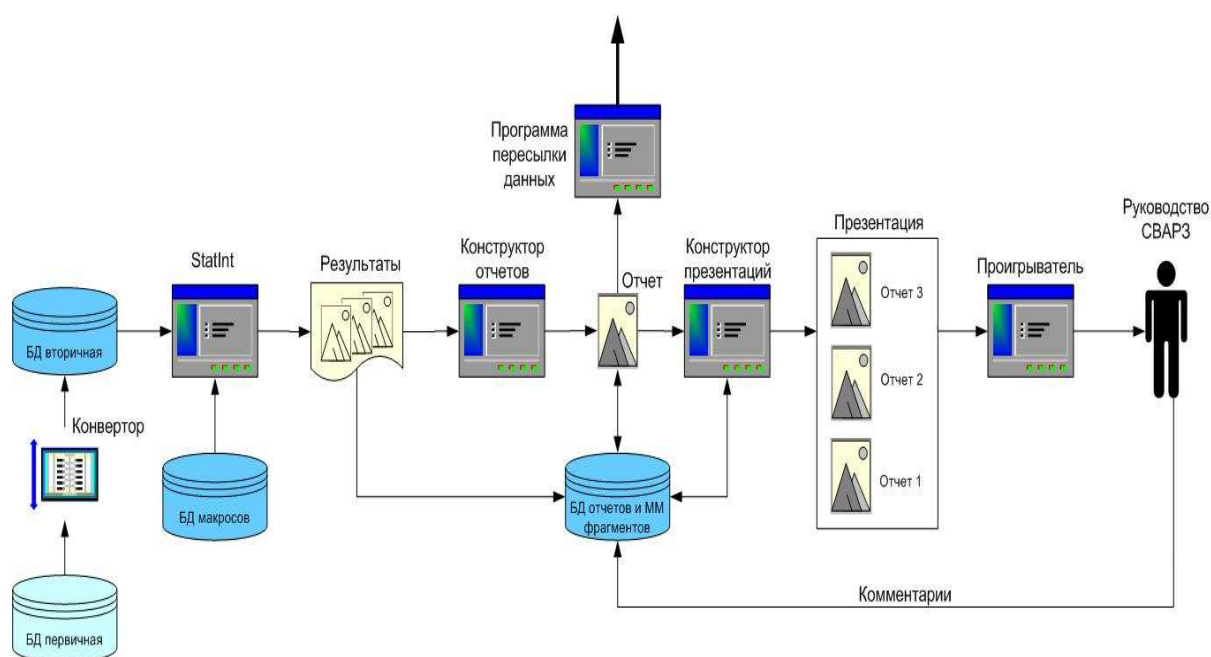 Программа
пересылки
данных
Руководство
СВАРЗ
Презентация
StatInt
Результаты
Конструктор
отчетов
Отчет
Конструктор
презентаций
Проигрыватель
Отчет 3
БД вторичная
Отчет 2
Конвертор
БД макросов
БД отчетов и ММ
фрагментов
Отчет 1
Комментарии
БД первичная